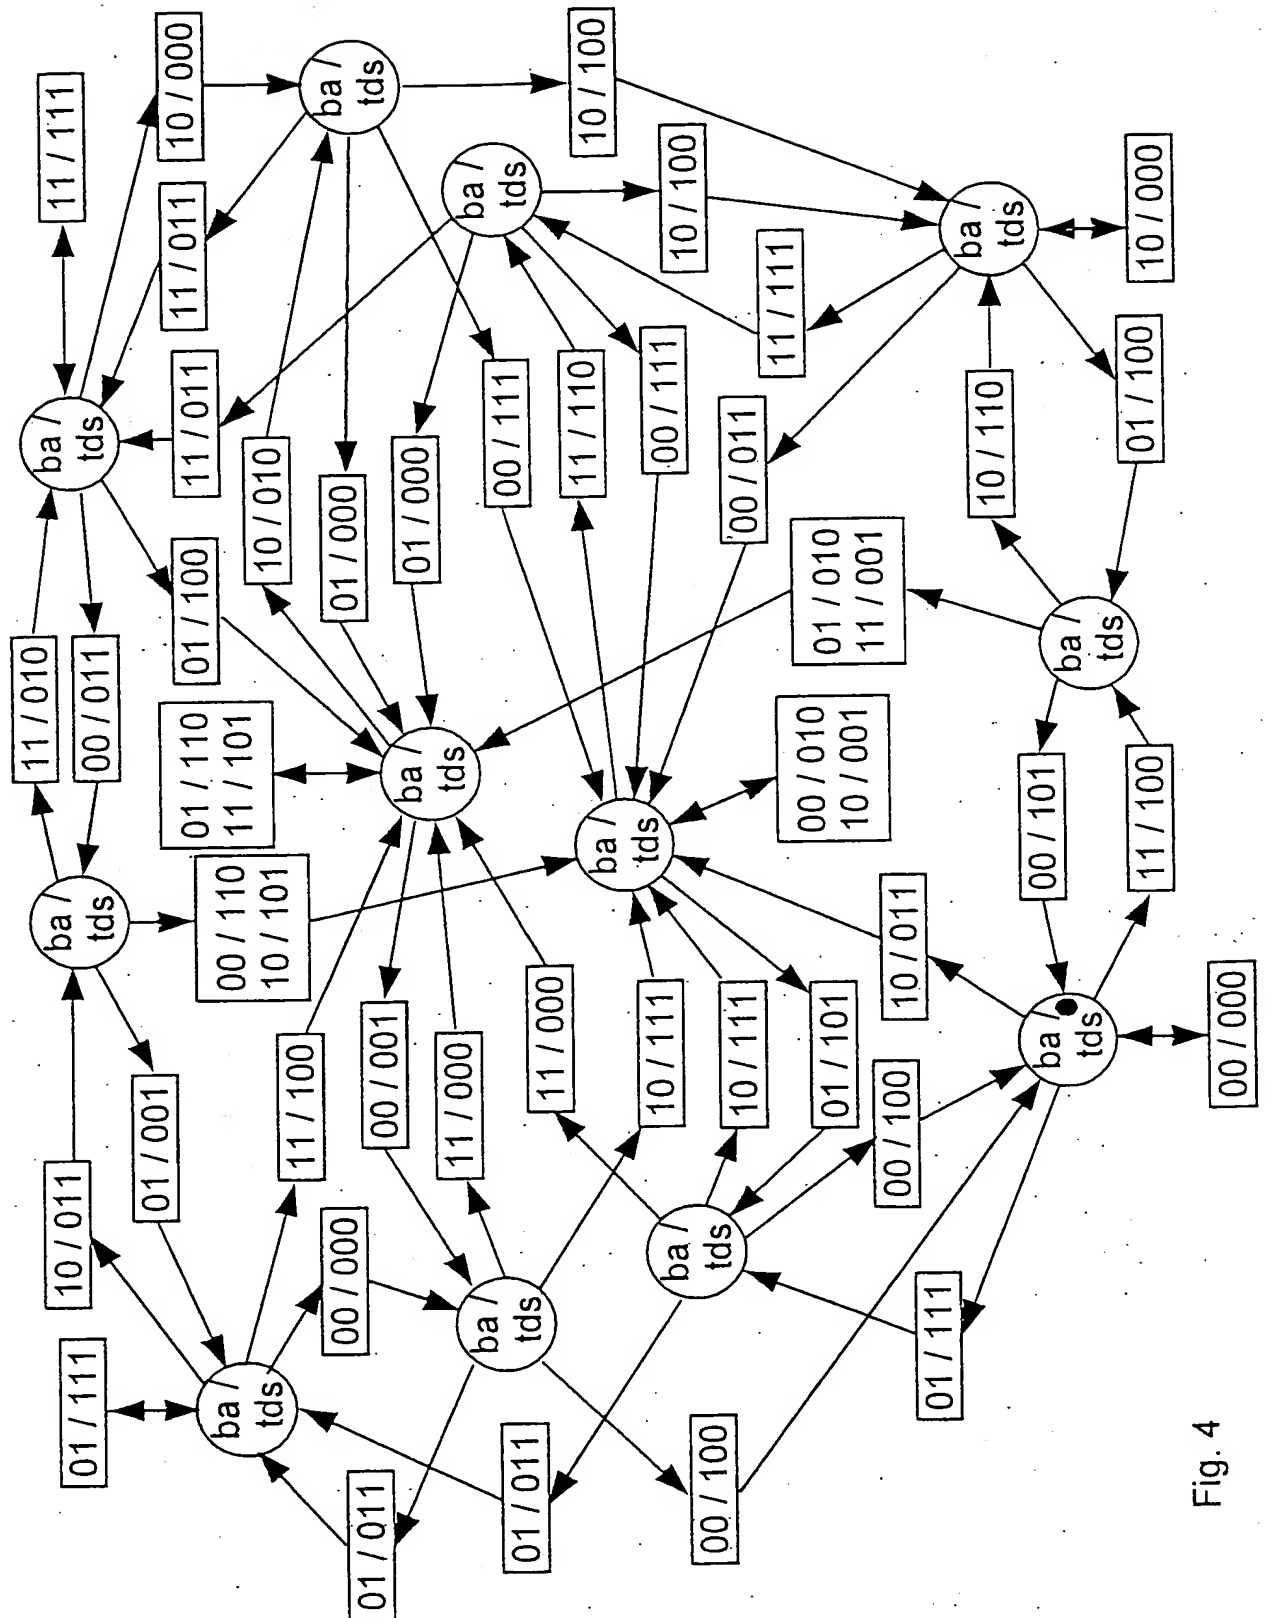 11 / 010
01 / 111
10 / 011
ba /
tds
00 / 011
ba /
tds
11 / 111
01 / 001
01 / 100
11 / 011
11 / 011
10 / 000
ba /
tds
00 / 110
10 / 101
01 / 110
11 / 101
10 / 010
11 / 100
00 / 000
01 / 000
ba /
tds
01 / 011
00 / 001
ba /
tds
01 / 000
11 / 000
ba /
tds
00 / 111
ba /
tds
01 / 011
11 / 000
11 / 110
10 / 100
ba /
tds
10 / 111
00 / 111
10 / 100
ba /
tds
00 / 100
10 / 111
00 / 011
11 / 111
01 / 101
00 / 010
10 / 001
01 / 010
11 / 001
00 / 100
10 / 011
01 / 111
10 / 110
ba /
tds
ba /
tds
00 / 101
ba /
tds
11 / 100
01 / 100
10 / 000
Fig. 4
00 / 000